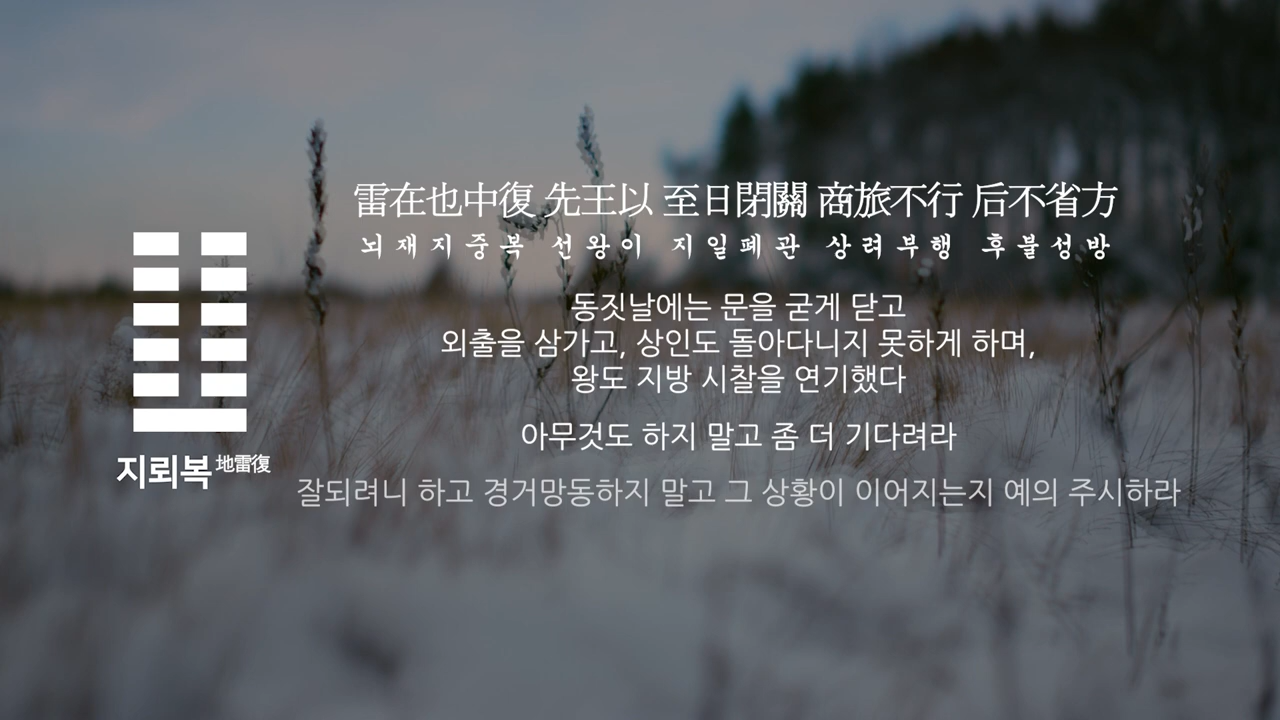 雷在也中復 先王以 至日閉關 商旅不行 后不省方
뇌재지중복 선왕이 지일폐관 상려부행 후불성방
동짓날에는 문을 굳게 닫고
외출을 삼가고, 상인도 돌아다니지 못하게 하며,
왕도 지방 시찰을 연기했다
아무것도 하지 말고 좀 더 기다려라
지뢰복 地雷復
잘되려니 하고 경거망동하지 말고 그 상황이 이어지는지 예의 주시하라